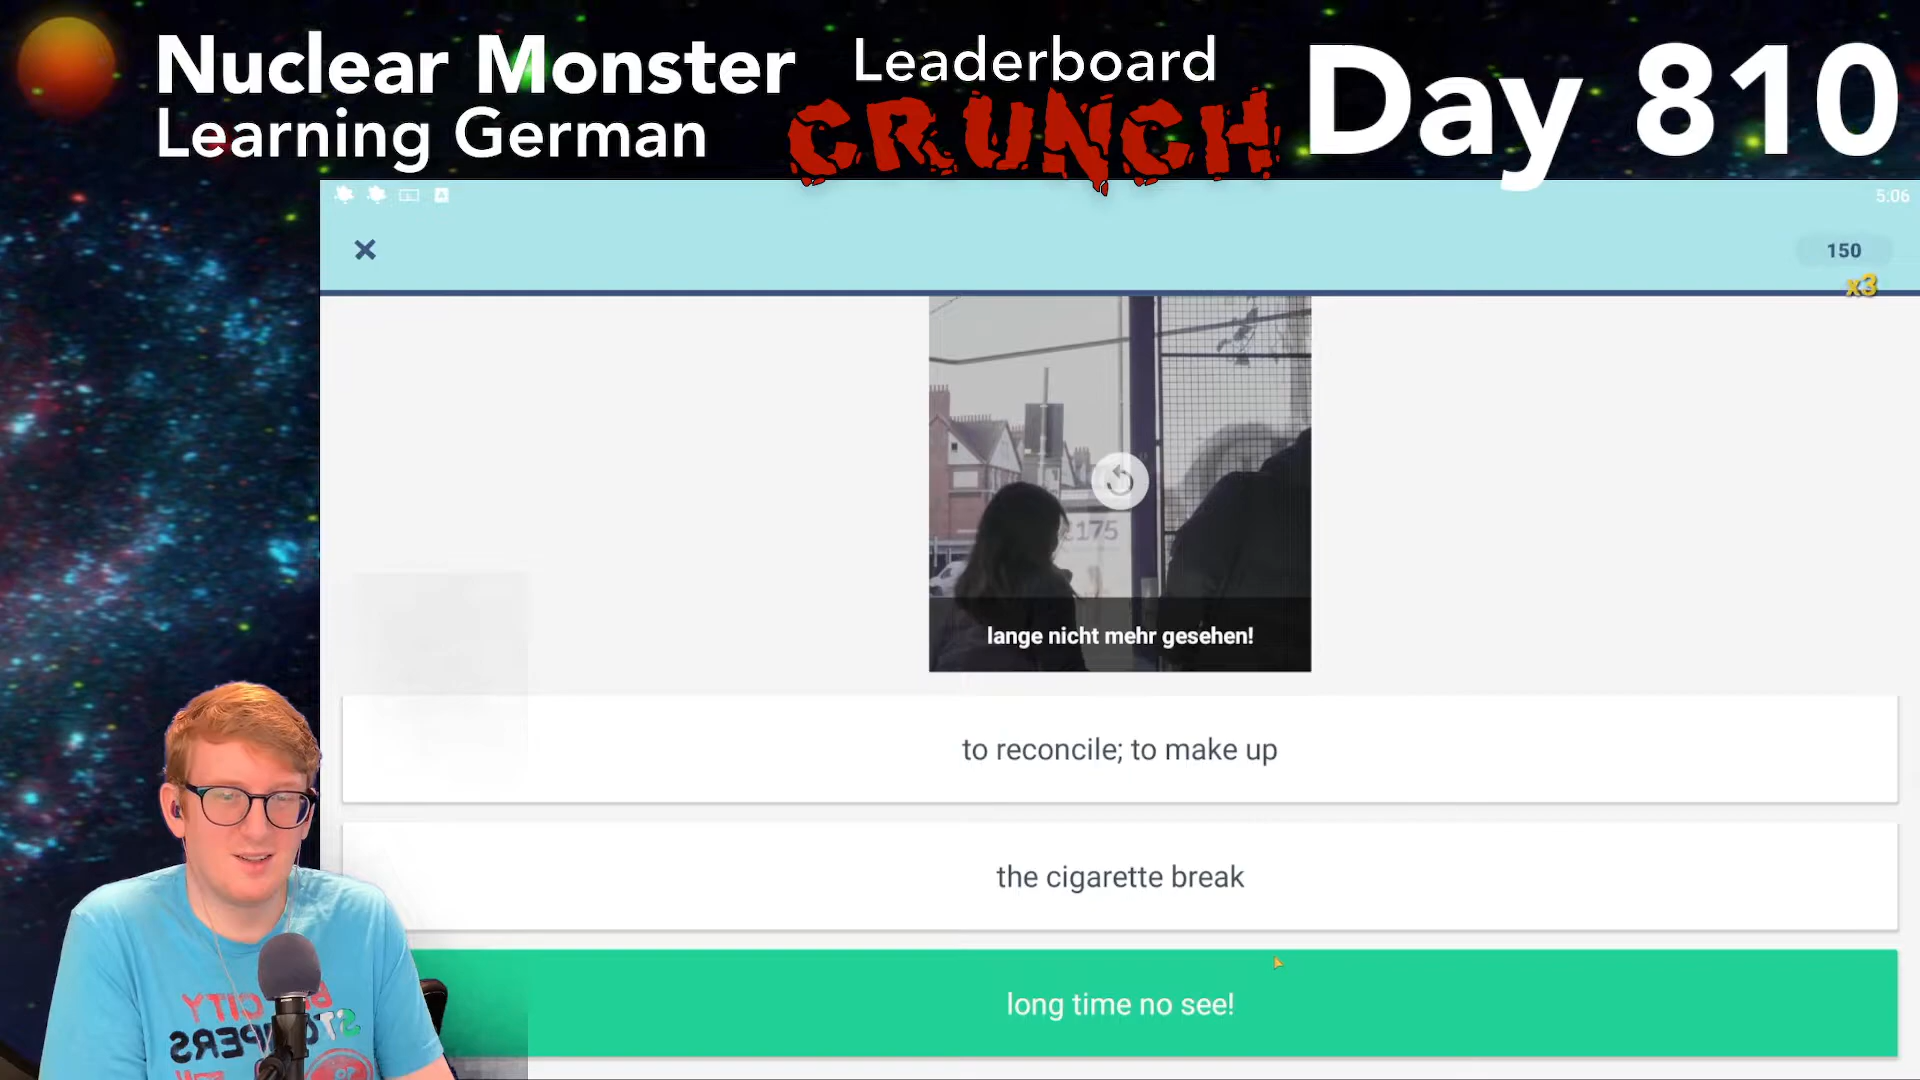 Nuclear Monster
Learning German
Leaderboard
CRUNCH
Day 810
5:06
150
x3
175
lange nicht mehr gesehen!
to reconcile; to make up
the cigarette break
long time no see!